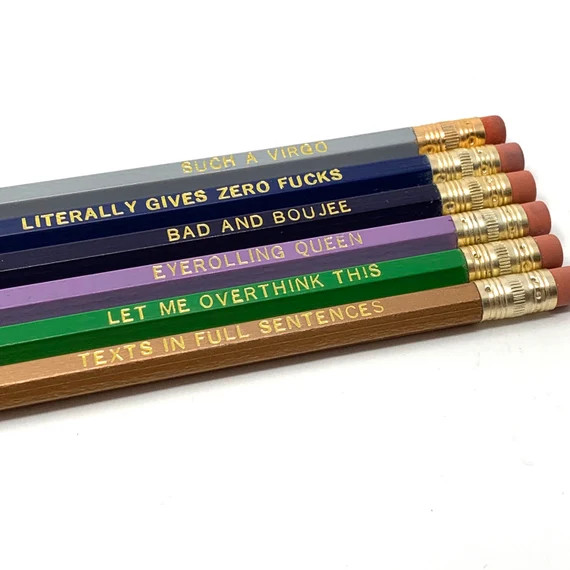 SUCH A VIRGO
LITERALLY GIVES ZERO FUCKS
BAD AND BOUJEE
EYEROLLING QUEEN
LET ME OVERTHINK THIS
TEXTS IN FULL SENTENCES